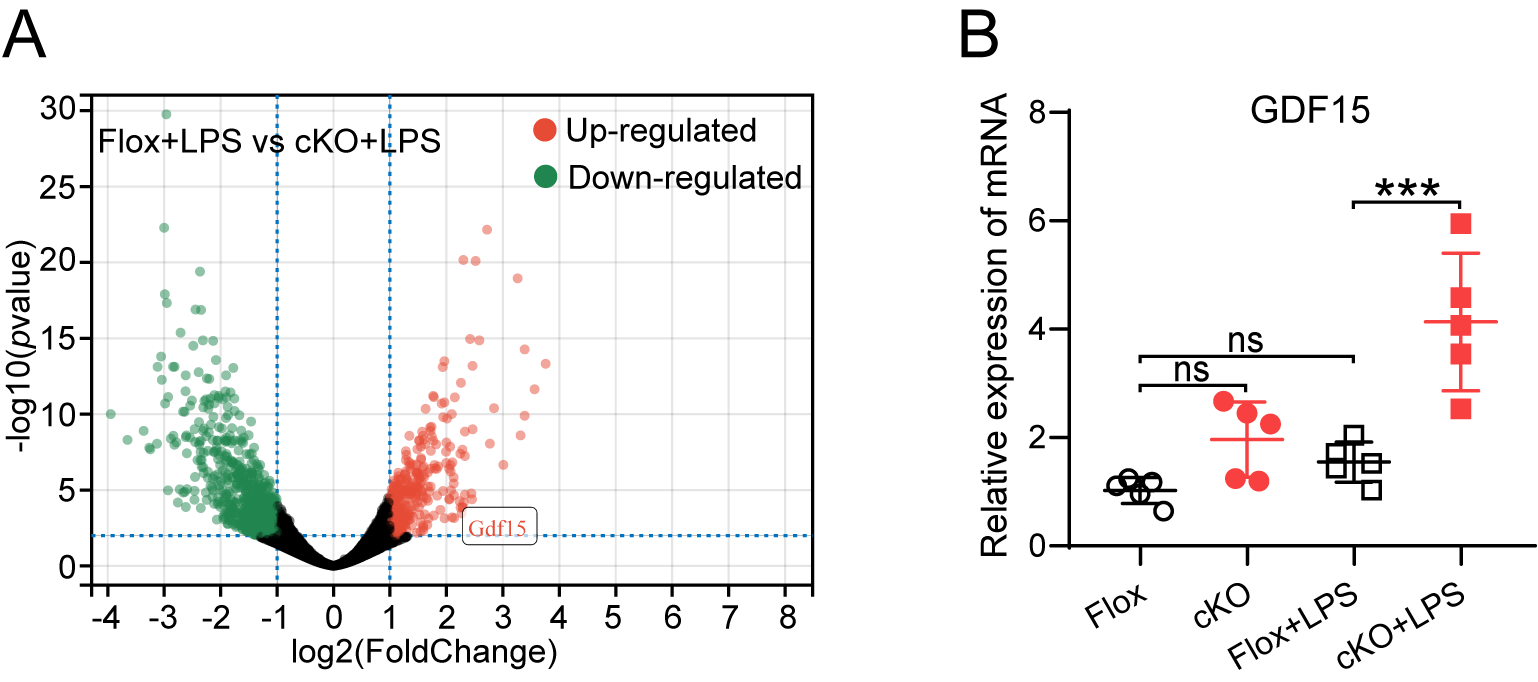 A
Flox+LPS vs cKO+LPS
Up-regulated
Down-regulated
Gdf15
-log10(pvalue)
30
25
20
15
10
5
0
-4 -3 -2 -1 0 1 2 3 4 5 6 7 8
log2(FoldChange)
B
GDF15
Relative expression of mRNA
8
6
4
2
0
***
ns
ns
Flox
cKO
Flox+LPS
cKO+LPS